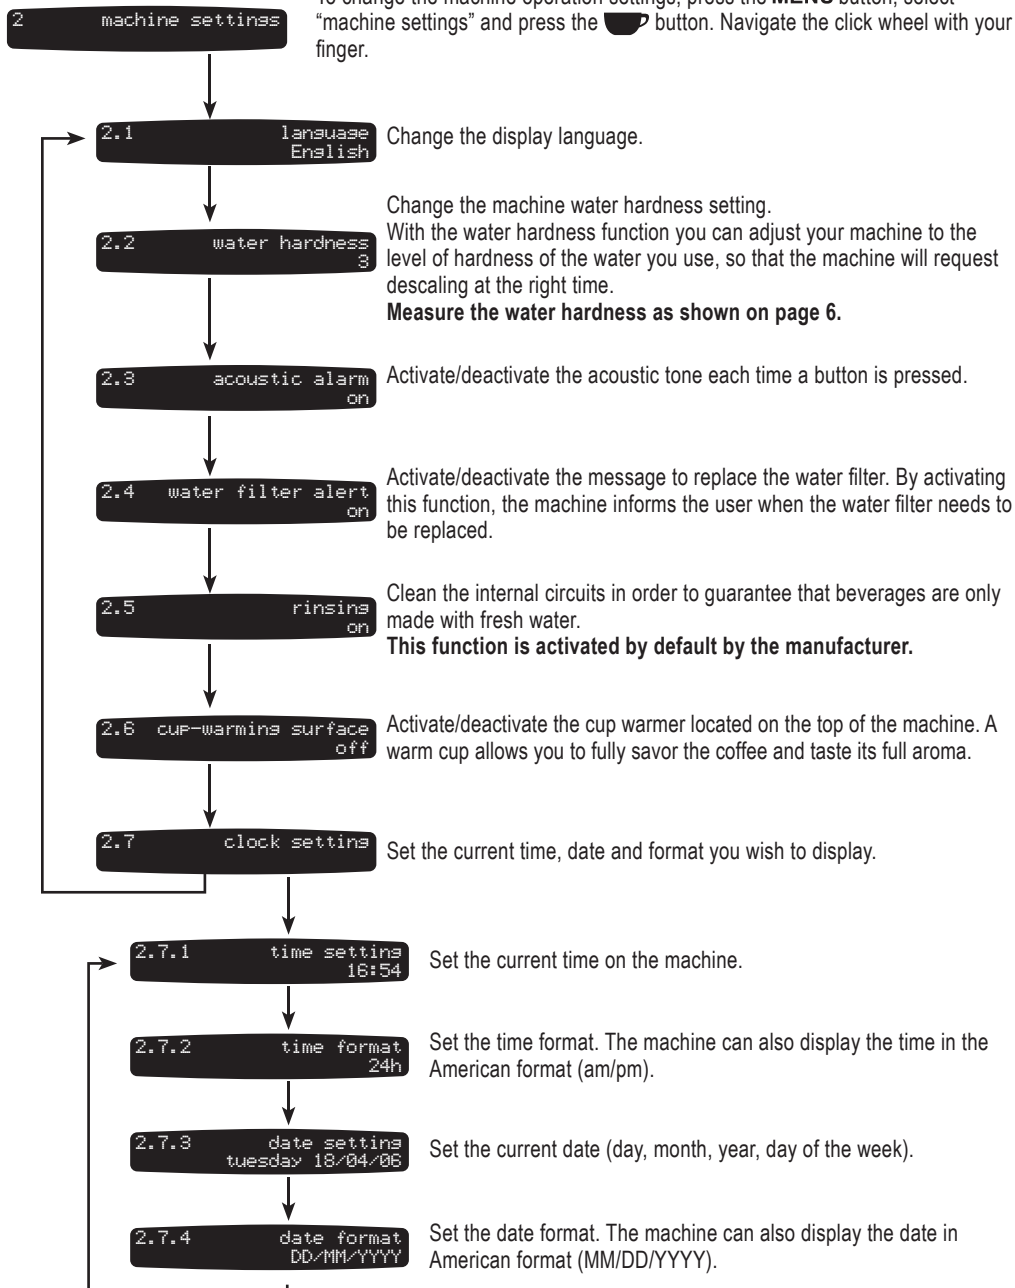 To change the machine operation settings, press the MENU button, select
2 machine settings
"machine settings" and press the button. Navigate the click wheel with your
finger.
2.1 language
English
Change the display language.
Change the machine water hardness setting.
2.2 water hardness
3
With the water hardness function you can adjust your machine to the
level of hardness of the water you use, so that the machine will request
descaling at the right time.
Measure the water hardness as shown on page 6.
2.3 acoustic alarm
on
Activate/deactivate the acoustic tone each time a button is pressed.
2.4 water filter alert
on
Activate/deactivate the message to replace the water filter. By activating
this function, the machine informs the user when the water filter needs to
be replaced.
2.5 rinsing
on
Clean the internal circuits in order to guarantee that beverages are only
made with fresh water.
This function is activated by default by the manufacturer.
2.6 cup-warming surface
off
Activate/deactivate the cup warmer located on the top of the machine. A
warm cup allows you to fully savor the coffee and taste its full aroma.
2.7 clock setting
Set the current time, date and format you wish to display.
2.7.1 time setting
16:54
Set the current time on the machine.
2.7.2 time format
24h
Set the time format. The machine can also display the time in the
American format (am/pm).
2.7.3 date setting
tuesday 18/04/06
Set the current date (day, month, year, day of the week).
2.7.4 date format
DD/MM/YYYY
Set the date format. The machine can also display the date in
American format (MM/DD/YYYY).